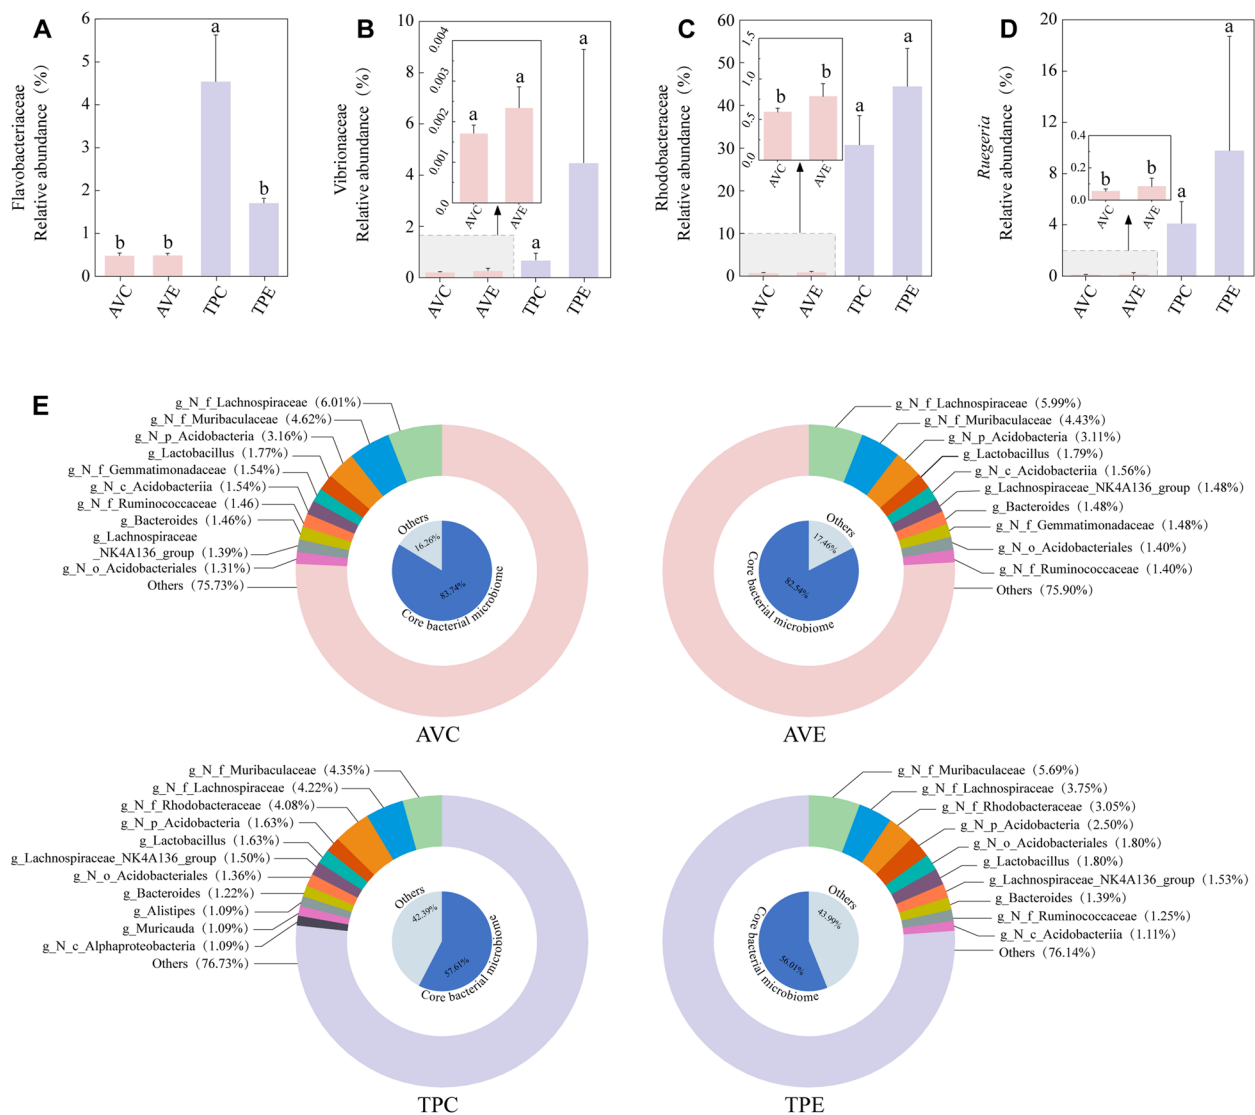 A
Flavobacteriaceae
Relative abundance (%)
6
5
4
3
2
1
0
b
b
a
b
AVC
AVE
TPC
TPE
B
Vibrionaceae
Relative abundance (%)
10
8
6
4
2
0
0.004
0.003
0.002
0.001
0.0
a
a
AVC
AVE
a
a
AVC
AVE
TPC
TPE
C
Rhodobacteraceae
Relative abundance (%)
60
50
40
30
20
10
0
1.5
1.0
0.5
0.0
b
b
AVC
AVE
a
a
AVC
AVE
TPC
TPE
D
Ruegeria
Relative abundance (%)
20
16
12
8
4
0
0.4
0.2
0.0
b
b
AVC
AVE
a
a
AVC
AVE
TPC
TPE
E
g_N_f_Lachnospiraceae (6.01%)
g_N_f_Muribaculaceae (4.62%)
g_N_p_Acidobacteria (3.16%)
g_Lactobacillus (1.77%)
g_N_f_Gemmatimonadaceae (1.54%)
g_N_c_Acidobacteriia (1.54%)
g_N_f_Ruminococcaceae (1.46)
g_Bacteroides (1.46%)
g_Lachnospiraceae
_NK4A136_group (1.39%)
g_N_o_Acidobacteriales (1.31%)
Others (75.73%)
Others
16.26%
83.74%
Core bacterial microbiome
AVC
g_N_f_Lachnospiraceae (5.99%)
g_N_f_Muribaculaceae (4.43%)
g_N_p_Acidobacteria (3.11%)
g_Lactobacillus (1.79%)
g_N_c_Acidobacteriia (1.56%)
g_Lachnospiraceae_NK4A136_group (1.48%)
g_Bacteroides (1.48%)
g_N_f_Gemmatimonadaceae (1.48%)
g_N_o_Acidobacteriales (1.40%)
g_N_f_Ruminococcaceae (1.40%)
Others (75.90%)
Others
17.46%
82.54%
Core bacterial microbiome
AVE
g_N_f_Muribaculaceae (4.35%)
g_N_f_Lachnospiraceae (4.22%)
g_N_f_Rhodobacteraceae (4.08%)
g_N_p_Acidobacteria (1.63%)
g_Lactobacillus (1.63%)
g_Lachnospiraceae_NK4A136_group (1.50%)
g_N_o_Acidobacteriales (1.36%)
g_Bacteroides (1.22%)
g_Alistipes (1.09%)
g_Muricauda (1.09%)
g_N_c_Alphaproteobacteria (1.09%)
Others (76.73%)
Others
42.39%
57.61%
Core bacterial microbiome
TPC
g_N_f_Muribaculaceae (5.69%)
g_N_f_Lachnospiraceae (3.75%)
g_N_f_Rhodobacteraceae (3.05%)
g_N_p_Acidobacteria (2.50%)
g_N_o_Acidobacteriales (1.80%)
g_Lactobacillus (1.80%)
g_Lachnospiraceae_NK4A136_group (1.53%)
g_Bacteroides (1.39%)
g_N_f_Ruminococcaceae (1.25%)
g_N_c_Acidobacteriia (1.11%)
Others (76.14%)
Others
43.99%
56.01%
Core bacterial microbiome
TPE